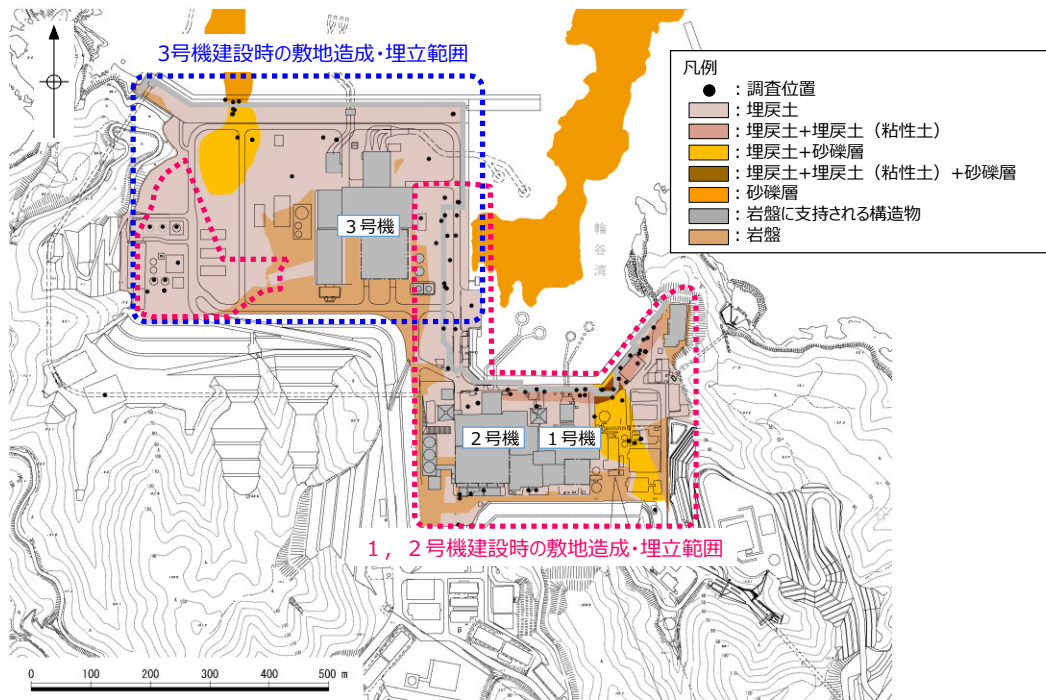 3号機建設時の敷地造成・埋立範囲
凡例
：調査位置
：埋戻土
：埋戻土+埋戻土（粘性土）
：埋戻土+砂礫層
：埋戻土+埋戻土（粘性土）+砂礫層
：砂礫層
：岩盤に支持される構造物
：岩盤
3号機
輪谷湾
2号機
1号機
1，2号機建設時の敷地造成・埋立範囲
0 100 200 300 400 500 m